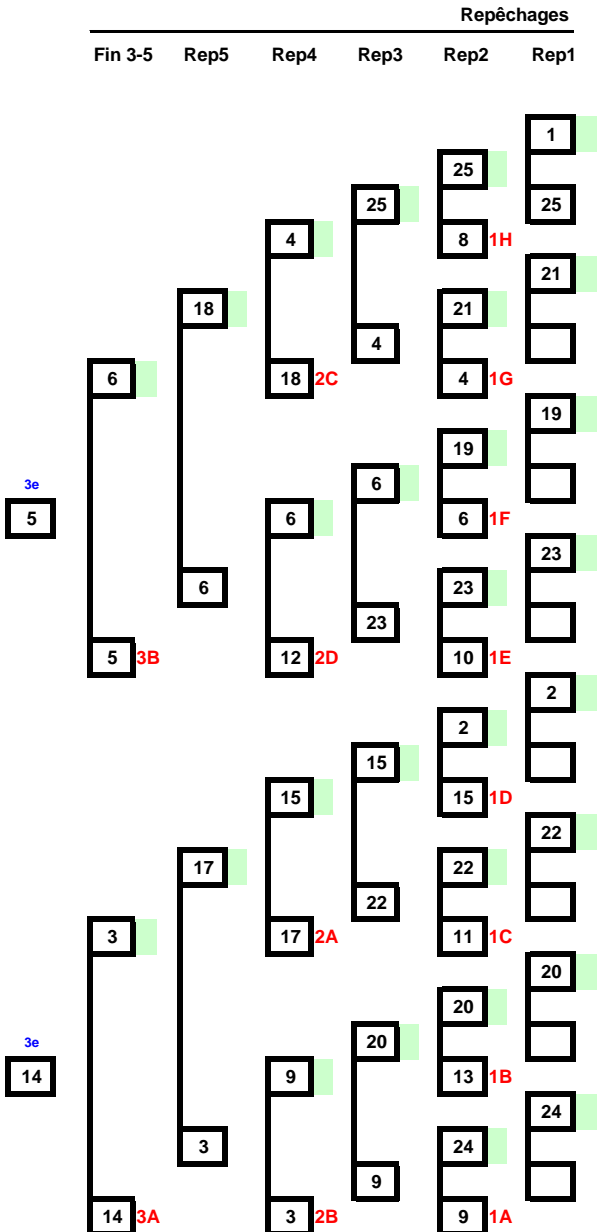 Repêchages
Fin 3-5 Rep5 Rep4 Rep3 Rep2 Rep1
1
25
25 25
4 8 1H
21
18 21
4
6 18 2C 4 1G
19
19
3e 6
5 6 6 1F
23
6 23
23
5 3B 12 2D 10 1E
2
2
15
15 15 1D
22
17 22
22
3 17 2A 11 1C
20
20
3e 20
14 9 13 1B
24
3 24
9
14 3A 3 2B 9 1A